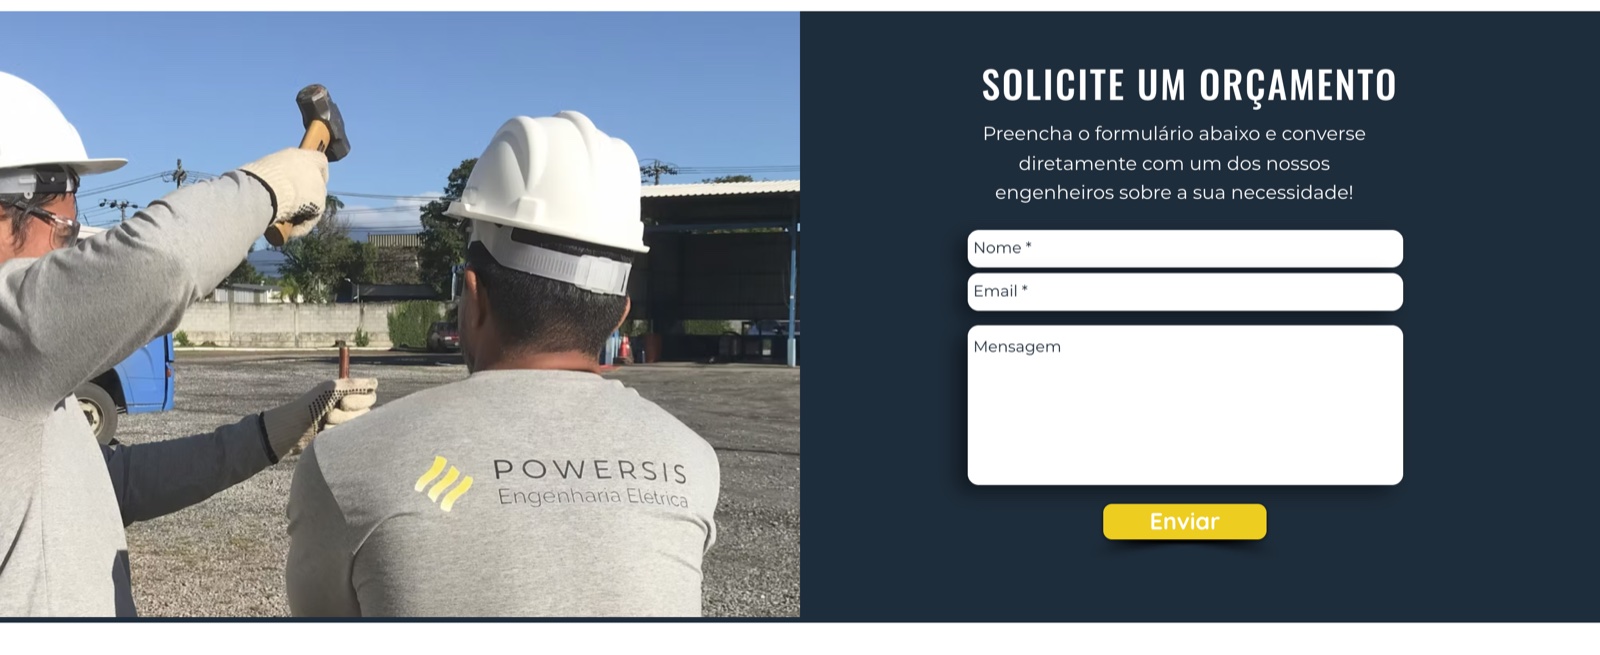 POWERSIS
Engenharia Eletrica
SOLICITE UM ORÇAMENTO
Preencha o formulário abaixo e converse
diretamente com um dos nossos
engenheiros sobre a sua necessidade!
Nome *
Email *
Mensagem
Enviar